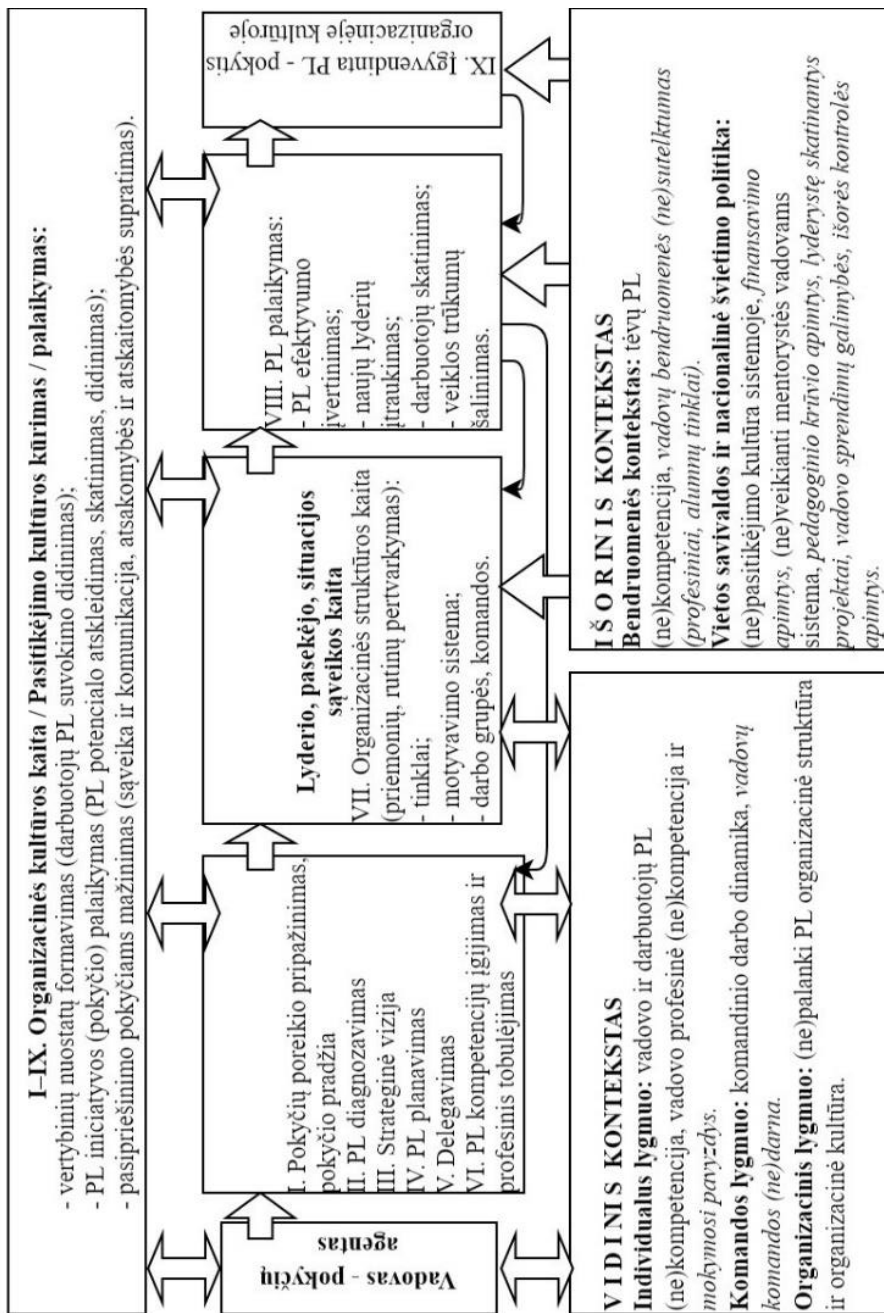 I–IX. Organizacinės kultūros kaita / Pasitikėjimo kultūros kūrimas / palaikymas:
- vertybinių nuostatų formavimas (darbuotojų PL suvokimo didinimas);
- PL iniciatyvos (pokyčio) palaikymas (PL potencialo atskleidimas, skatinimas, didinimas);
- pasipriešinimo pokyčiams mažinimas (sąveika ir komunikacija, atsakomybės ir atskaitomybės supratimas).
Vadovas - pokyčių
agentas
I. Pokyčių poreikio pripažinimas,
pokyčio pradžia
II. PL diagnozavimas
III. Strateginė vizija
IV. PL planavimas
V. Delegavimas
VI. PL kompetencijų įgijimas ir
profesinis tobulėjimas
Lyderio, pasekėjo, situacijos
sąveikos kaita
VII. Organizacinės struktūros kaita
(priemonių, rutinų pertvarkymas):
- tinklai;
- motyvavimo sistema;
- darbo grupės, komandos.
VIII. PL palaikymas:
- PL efektyvumo
įvertinimas;
- naujų lyderių
įtraukimas;
- darbuotojų skatinimas;
- veiklos trūkumų
šalinimas.
IX. Įgyvendinta PL - pokytis
organizacinėje kultūroje
VIDINIS KONTEKSTAS
Individualus lygmuo: vadovo ir darbuotojų PL
(ne)kompetencija, vadovo profesinė (ne)kompetencija ir
mokymosi pavyzdys.
Komandos lygmuo: komandinio darbo dinamika, vadovų
komandos (ne)darna.
Organizacinis lygmuo: (ne)palanki PL organizacinė struktūra
ir organizacinė kultūra.
IŠORINIS KONTEKSTAS
Bendruomenės kontekstas: tėvų PL
(ne)kompetencija, vadovų bendruomenės (ne)sutelktumas
(profesiniai, alumnų tinklai).
Vietos savivaldos ir nacionalinė švietimo politika:
(ne)pasitikėjimo kultūra sistemoje, finansavimo
apimtys, (ne)veikianti mentorystės vadovams
sistema, pedagoginio krūvio apimtys, lyderystę skatinantys
projektai, vadovo sprendimų galimybės, išorės kontrolės
apimtys.